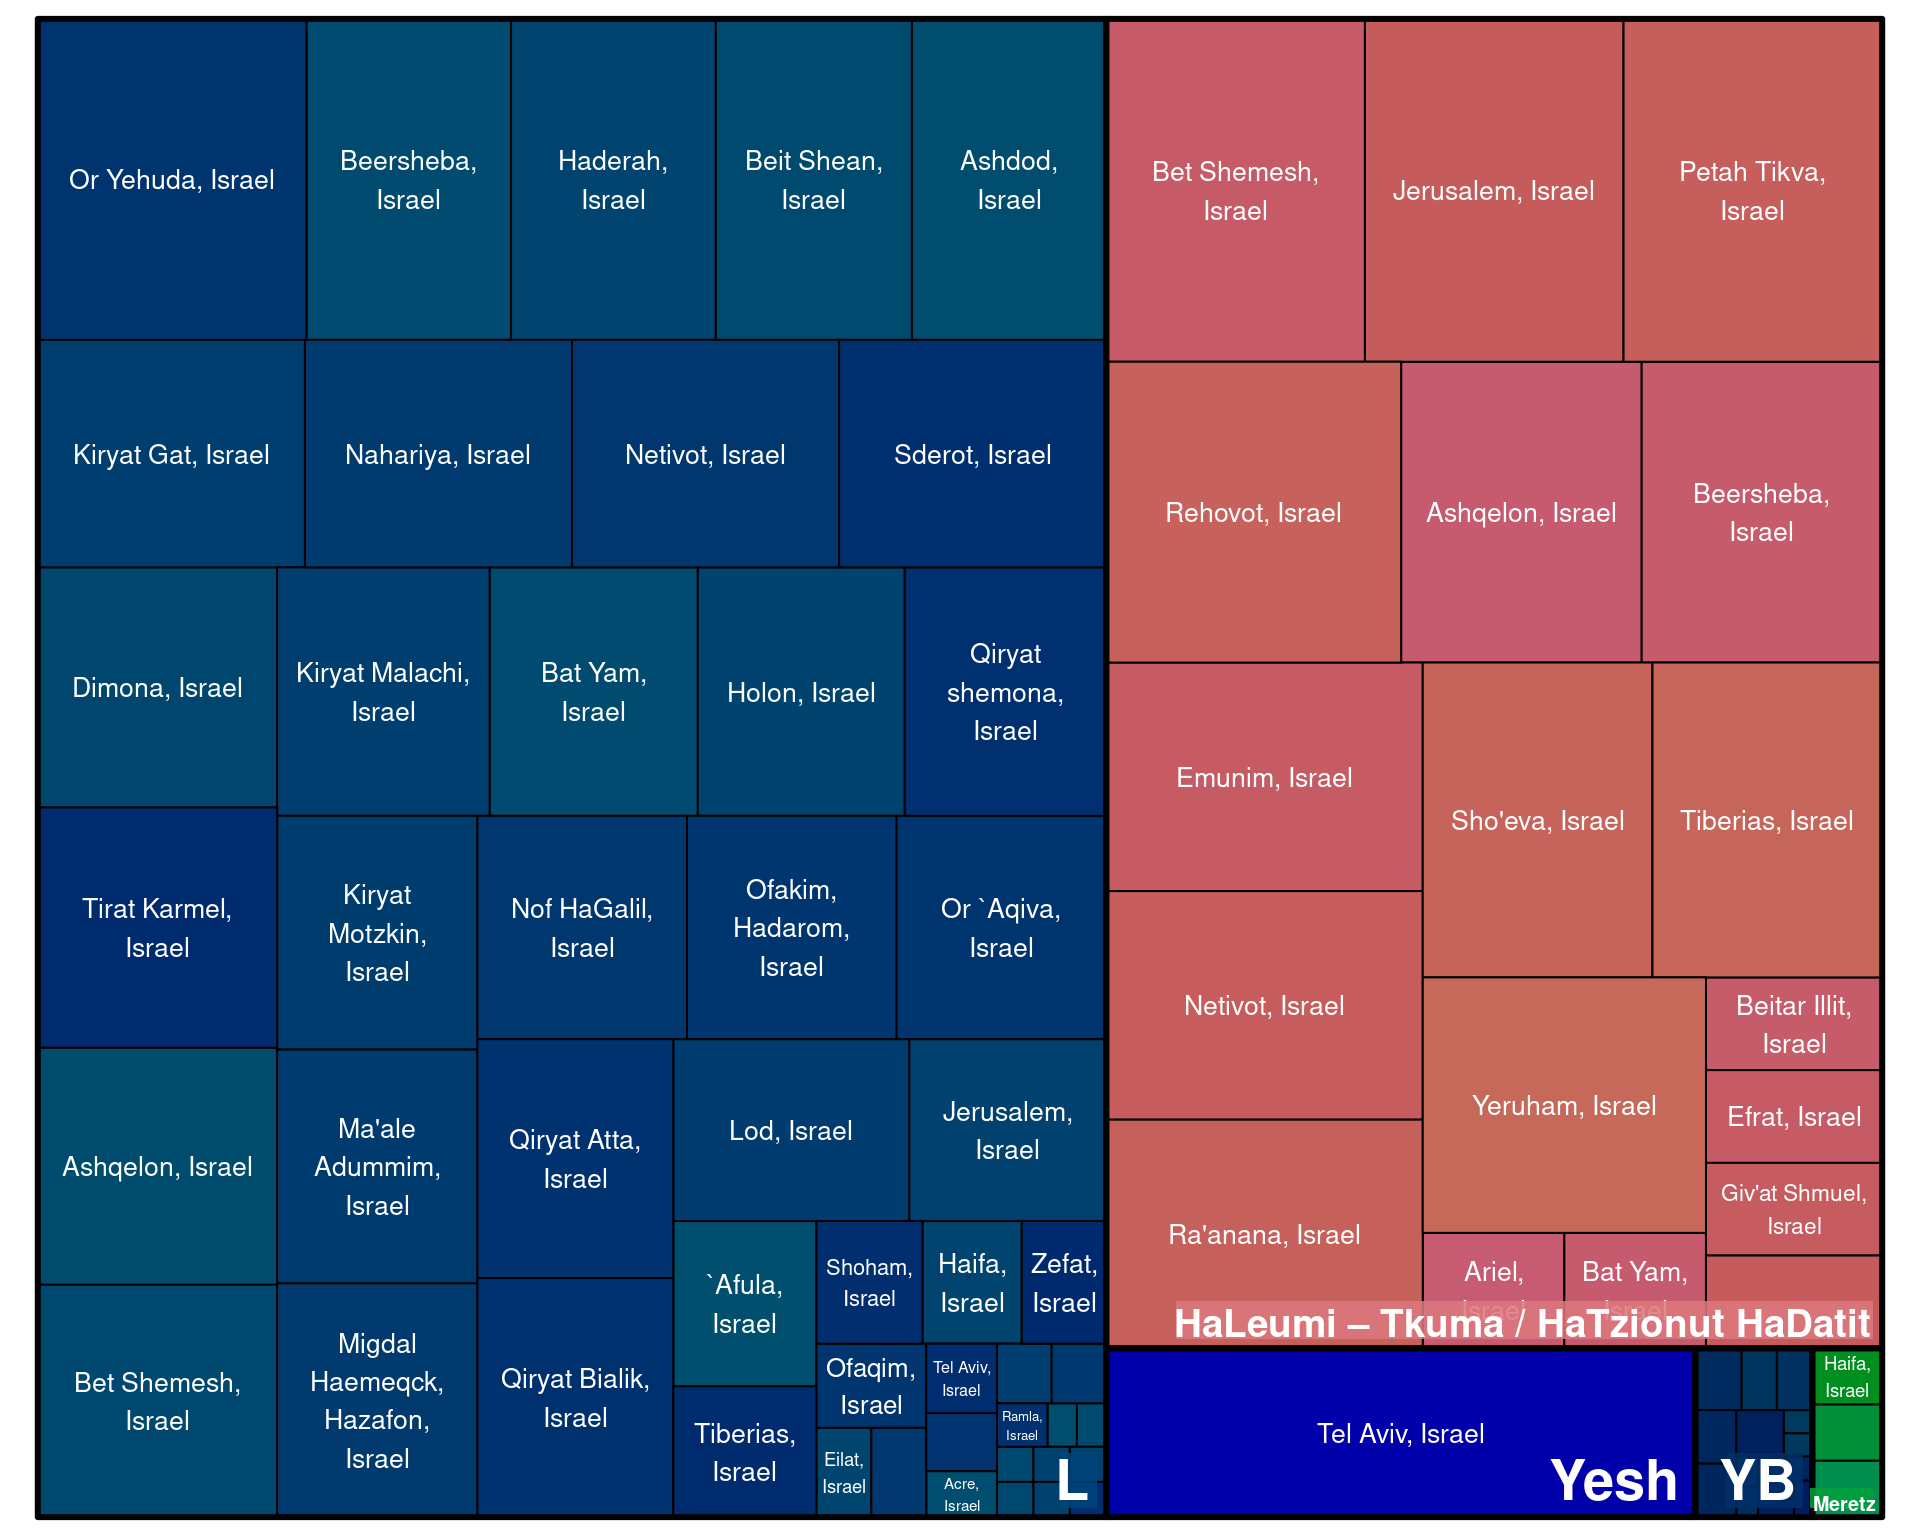 Or Yehuda, Israel
Beersheba,
Israel
Haderah,
Israel
Beit Shean,
Israel
Ashdod,
Israel
Kiryat Gat, Israel
Nahariya, Israel
Netivot, Israel
Sderot, Israel
Dimona, Israel
Kiryat Malachi,
Israel
Bat Yam,
Israel
Holon, Israel
Qiryat
shemona,
Israel
Tirat Karmel,
Israel
Kiryat
Motzkin,
Israel
Nof HaGalil,
Israel
Ofakim,
Hadarom,
Israel
Or `Aqiva,
Israel
Ashqelon, Israel
Ma'ale
Adummim,
Israel
Qiryat Atta,
Israel
Lod, Israel
Jerusalem,
Israel
Bet Shemesh,
Israel
Migdal
Haemeqck,
Hazafon,
Israel
Qiryat Bialik,
Israel
`Afula,
Israel
Shoham,
Israel
Haifa,
Israel
Zefat,
Israel
Tiberias,
Israel
Ofaqim,
Israel
Tel Aviv,
Israel
Ramla,
Israel
Eilat,
Israel
Acre,
Israel
L
Bet Shemesh,
Israel
Jerusalem, Israel
Petah Tikva,
Israel
Rehovot, Israel
Ashqelon, Israel
Beersheba,
Israel
Emunim, Israel
Sho'eva, Israel
Tiberias, Israel
Netivot, Israel
Yeruham, Israel
Beitar Illit,
Israel
Efrat, Israel
Giv'at Shmuel,
Israel
Ra'anana, Israel
Ariel,
Israel
Bat Yam,
Israel
HaLeumi – Tkuma / HaTzionut HaDatit
Tel Aviv, Israel
Yesh
YB
Haifa,
Israel
Meretz